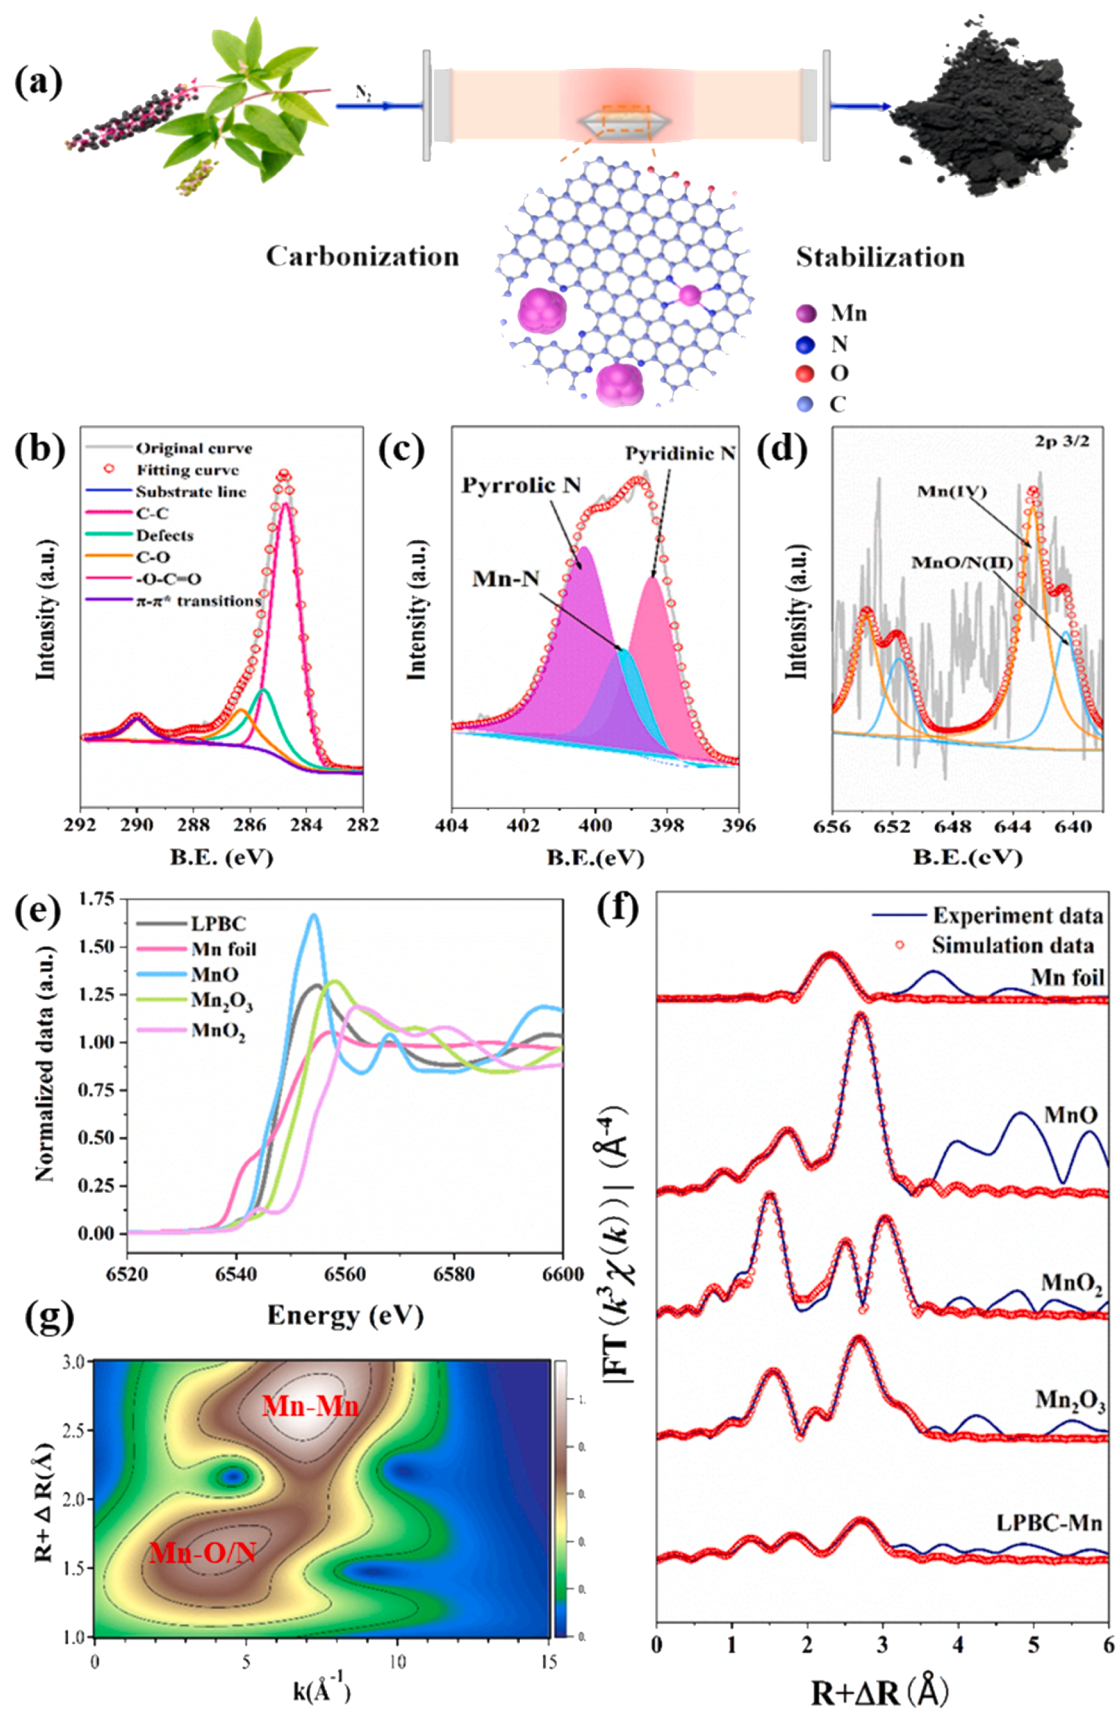 (a)
N₂
Carbonization
Stabilization
Mn
N
O
C
(b)
Original curve
Fitting curve
Substrate line
C-C
Defects
C-O
-O-C=O
π-π* transitions
Intensity (a.u.)
292 290 288 286 284 282
B.E. (eV)
(c)
Pyrrolic N
Pyridinic N
Mn-N
Intensity (a.u.)
404 402 400 398 396
B.E.(eV)
(d)
2p 3/2
Mn(IV)
MnO/N(II)
Intensity (a.u.)
656 652 648 644 640
B.E.(eV)
(e)
LPBC
Mn foil
MnO
Mn₂O₃
MnO₂
Normalized data (a.u.)
1.75
1.50
1.25
1.00
0.75
0.50
0.25
0.00
6520 6540 6560 6580 6600
Energy (eV)
(f)
Experiment data
Simulation data
Mn foil
MnO
MnO₂
Mn₂O₃
LPBC-Mn
|FT(k³χ(k))| (Å⁻⁴)
0 1 2 3 4 5 6
R+ΔR(Å)
(g)
Mn-Mn
Mn-O/N
R+ Δ R(Å)
3.0
2.5
2.0
1.5
1.0
0 5 10 15
k(Å⁻¹)
1.
0.
0.
0.
0.
0.